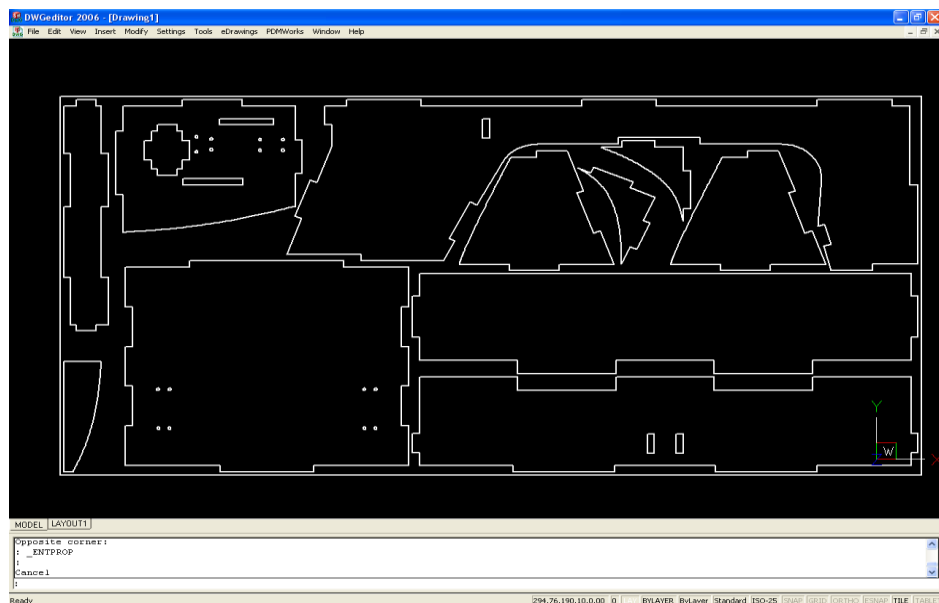 DWGeditor 2006 - [Drawing1]
File Edit View Insert Modify Settings Tools eDrawings PDMWorks Window Help
Y
W
X
MODEL LAYOUT1
Opposite corner:
: _ENTPROP
:
Cancel
:
Ready 294.76,190.10,0.00 0 BYLAYER ByLayer Standard ISO-25 SNAP GRID ORTHO ESNAP TILE TABLET